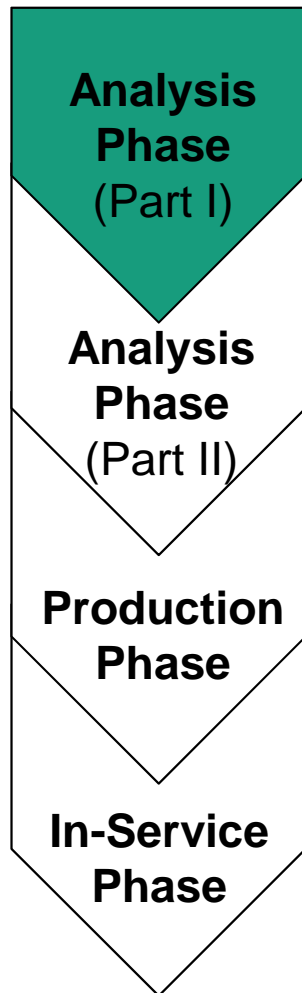 Analysis
Phase
(Part I)
Analysis
Phase
(Part II)
Production
Phase
In-Service
Phase